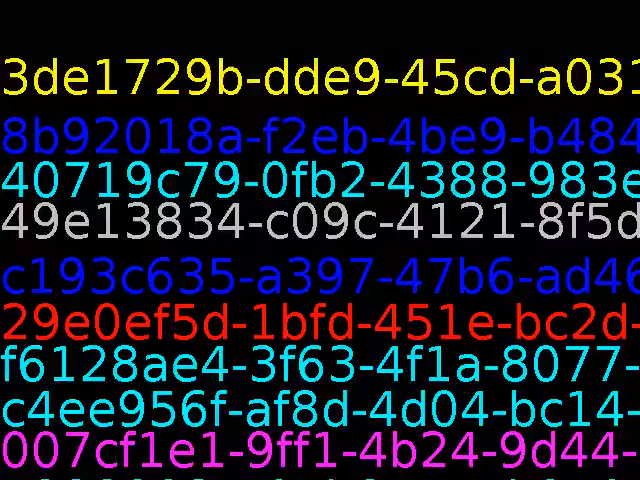 3de1729b-dde9-45cd-a031
8b92018a-f2eb-4be9-b484
40719c79-0fb2-4388-983e
49e13834-c09c-4121-8f5d
c193c635-a397-47b6-ad46
29e0ef5d-1bfd-451e-bc2d-
f6128ae4-3f63-4f1a-8077-
c4ee956f-af8d-4d04-bc14-
007cf1e1-9ff1-4b24-9d44-